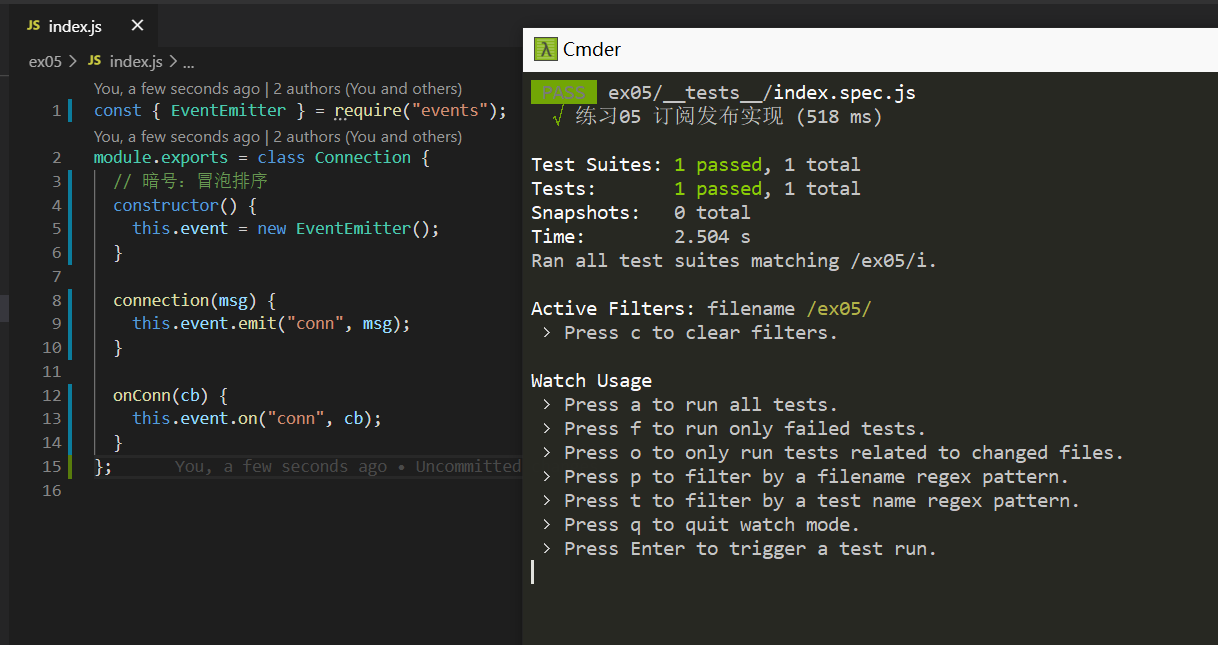 JS index.js ×
ex05 > JS index.js > ...
You, a few seconds ago | 2 authors (You and others)
1 const { EventEmitter } = require("events");
You, a few seconds ago | 2 authors (You and others)
2 module.exports = class Connection {
3 // 暗号: 冒泡排序
4 constructor() {
5 this.event = new EventEmitter();
6 }
7
8 connection(msg) {
9 this.event.emit("conn", msg);
10 }
11
12 onConn(cb) {
13 this.event.on("conn", cb);
14 }
15 }; You, a few seconds ago • Uncommitted
16
λ Cmder
PASS ex05/__tests__/index.spec.js
√ 练习05 订阅发布实现 (518 ms)
Test Suites: 1 passed, 1 total
Tests: 1 passed, 1 total
Snapshots: 0 total
Time: 2.504 s
Ran all test suites matching /ex05/i.
Active Filters: filename /ex05/
> Press c to clear filters.
Watch Usage
> Press a to run all tests.
> Press f to run only failed tests.
> Press o to only run tests related to changed files.
> Press p to filter by a filename regex pattern.
> Press t to filter by a test name regex pattern.
> Press q to quit watch mode.
> Press Enter to trigger a test run.